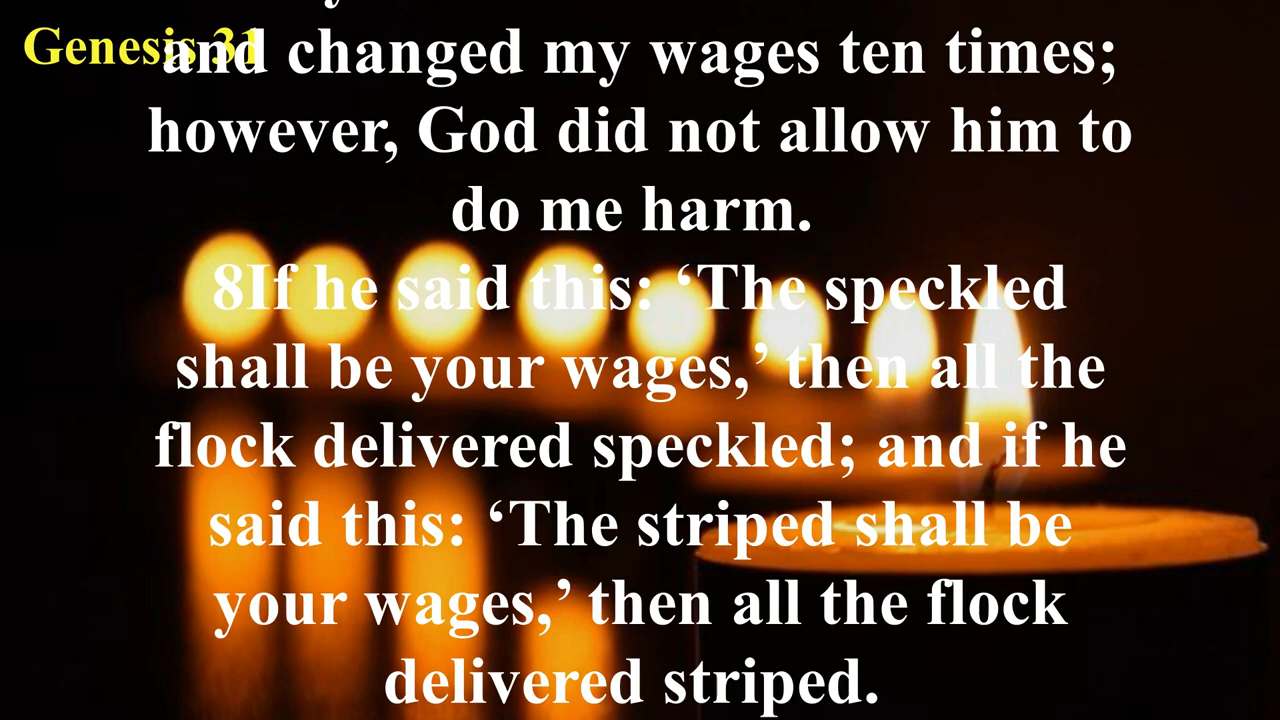 Genesis 31
and changed my wages ten times;
however, God did not allow him to
do me harm.
8If he said this: ‘The speckled
shall be your wages,’ then all the
flock delivered speckled; and if he
said this: ‘The striped shall be
your wages,’ then all the flock
delivered striped.